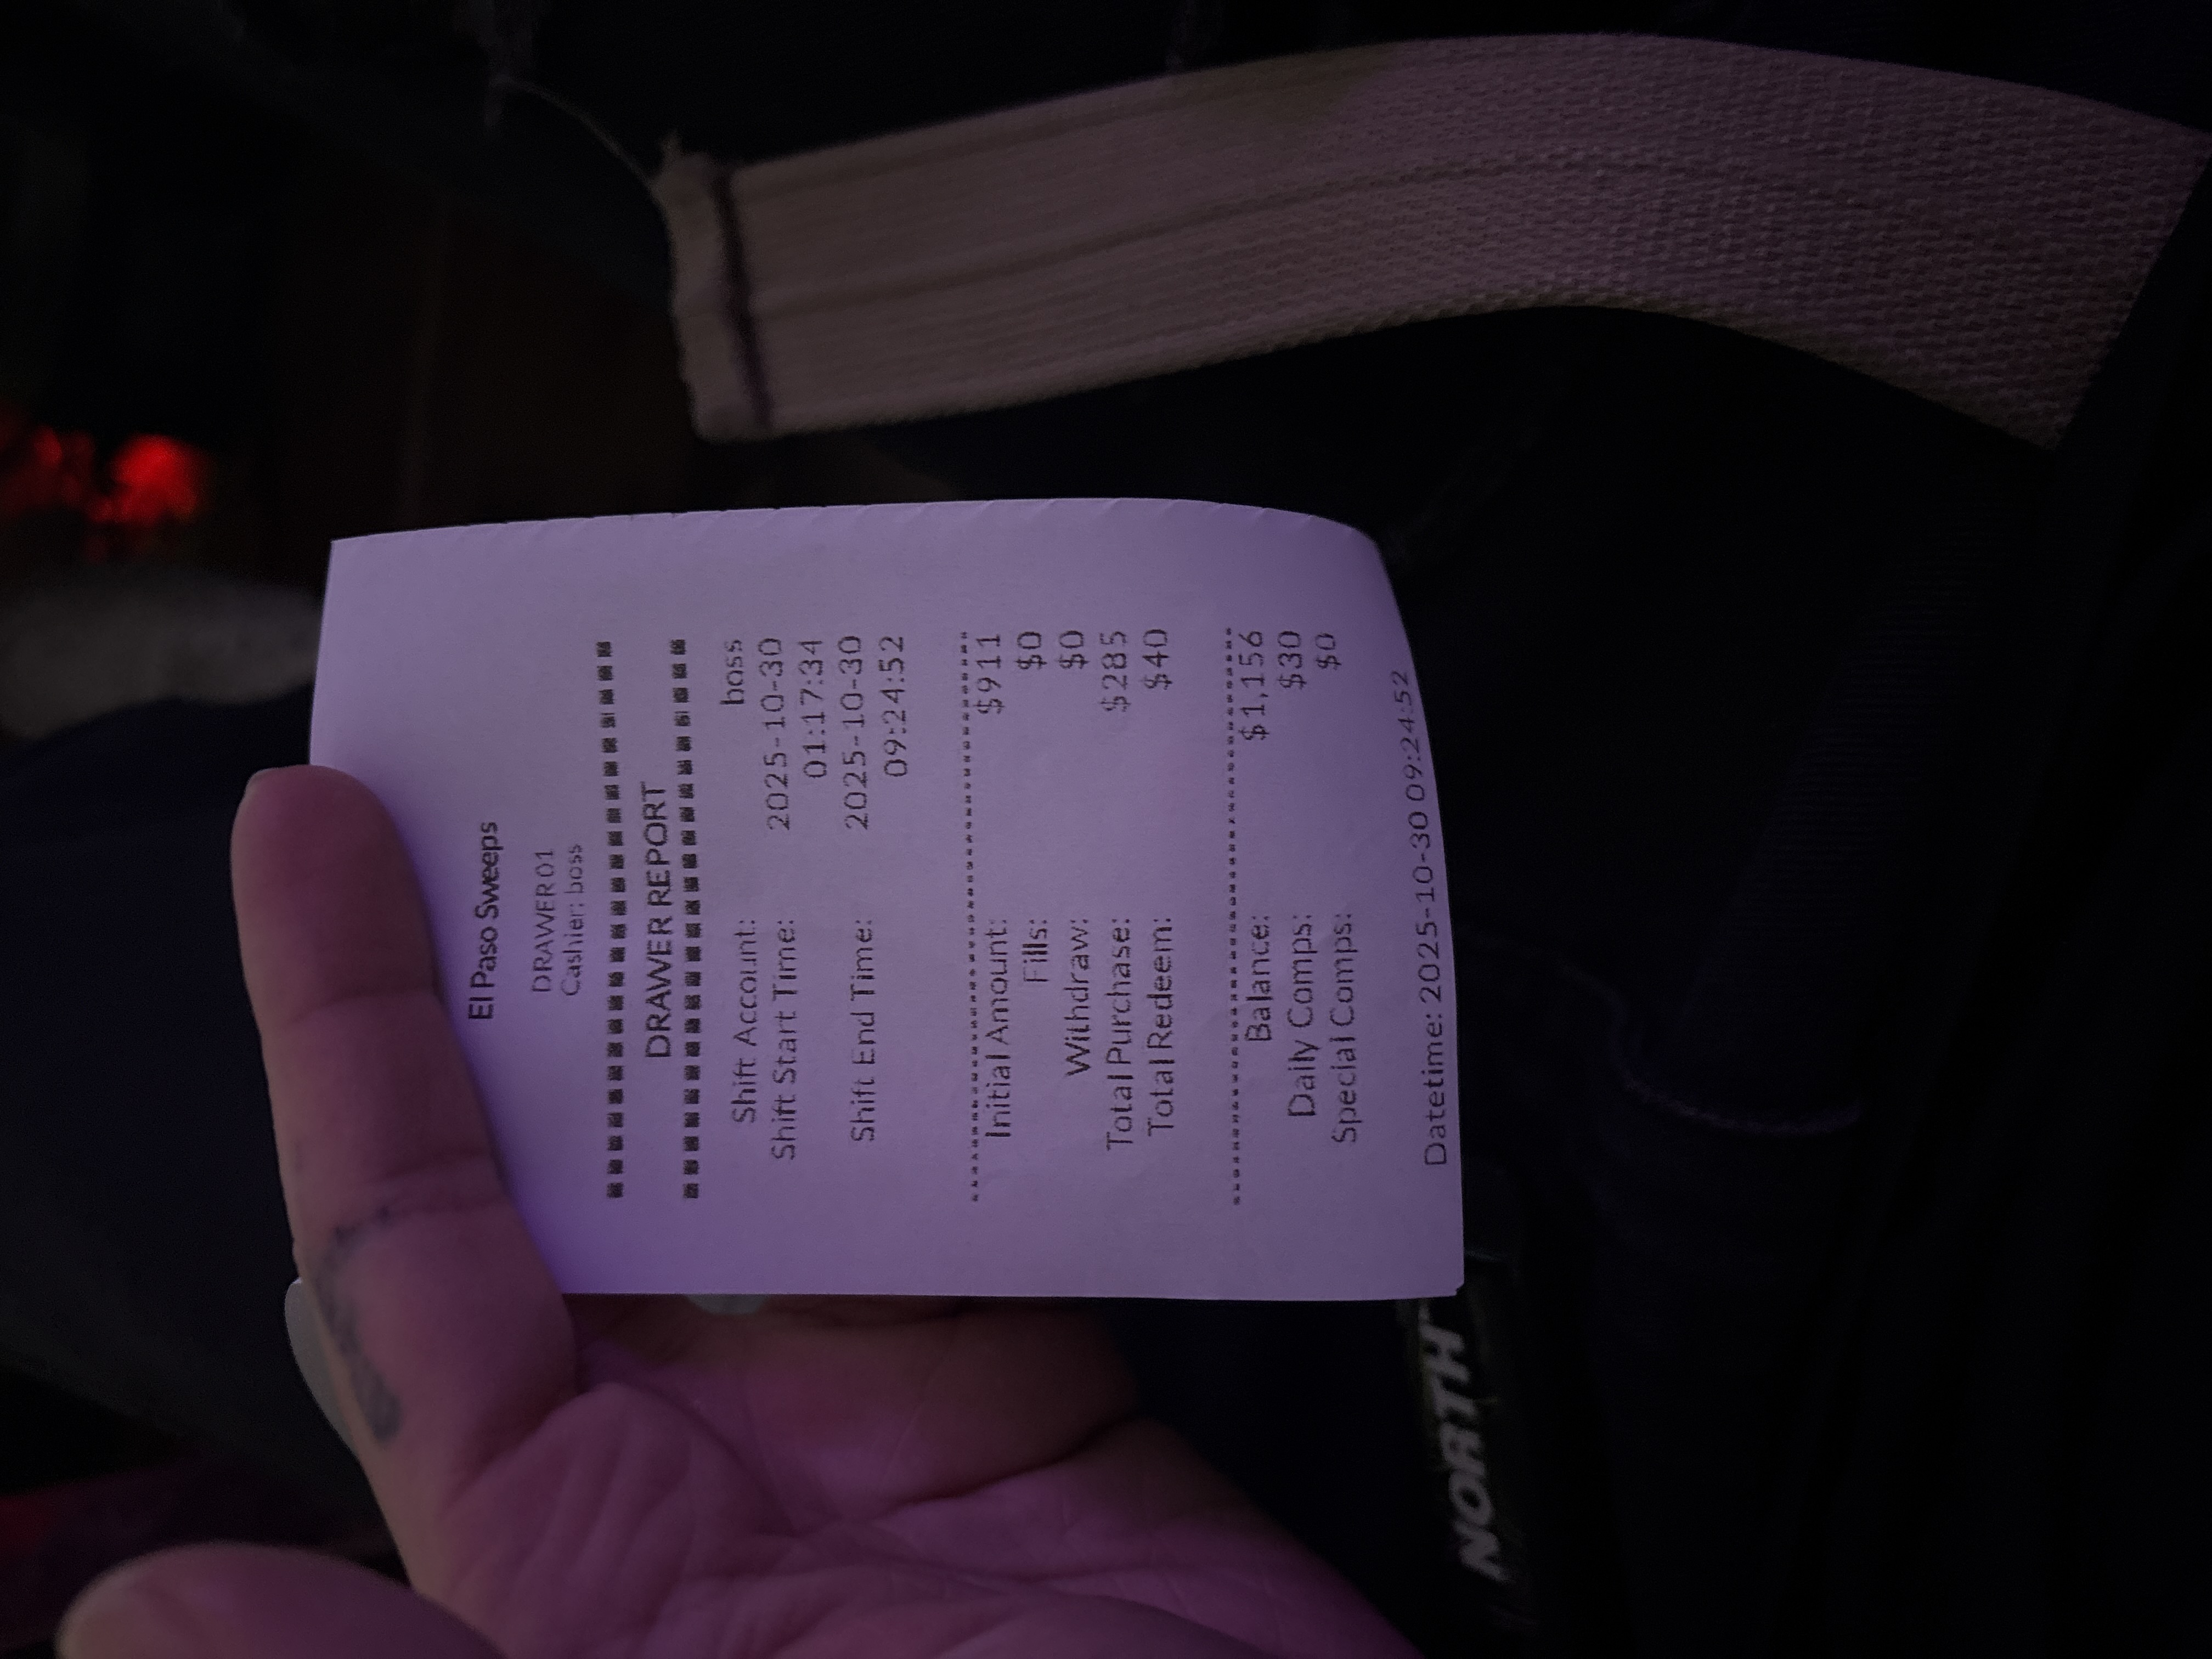 El Paso Sweeps
DRAWER01
Cashier: boss
DRAWER REPORT
Shift Account: boss
Shift Start Time: 2025-10-30
01:17:34
Shift End Time: 2025-10-30
09:24:52
Initial Amount: $911
Fills: $0
Withdraw: $0
Total Purchase: $285
Total Redeem: $40
Balance: $1,156
Daily Comps: $30
Special Comps: $0
Datetime: 2025-10-30 09:24:52
NORTH